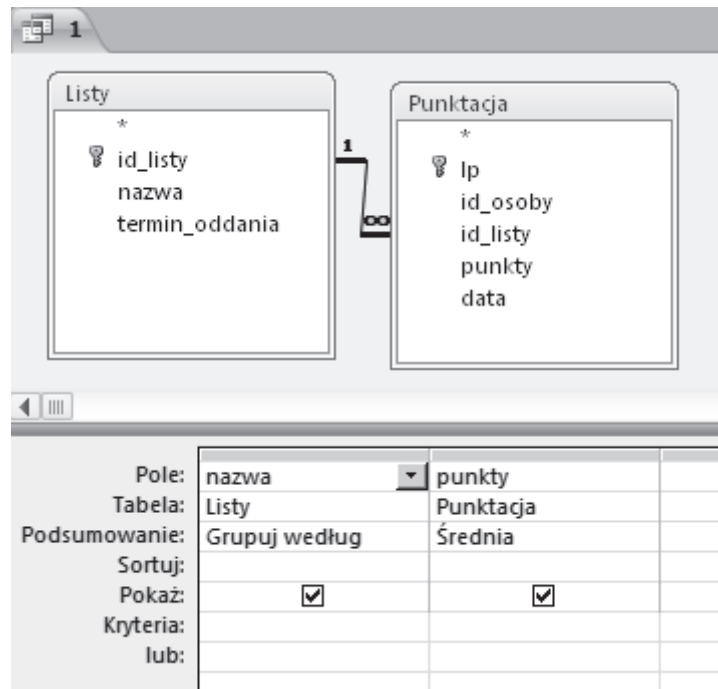 1
Listy
*
id_listy
nazwa
termin_oddania
1
∞
Punktacja
*
lp
id_osoby
id_listy
punkty
data
Pole: nazwa punkty
Tabela: Listy Punktacja
Podsumowanie: Grupuj według Średnia
Sortuj:
Pokaż:
Kryteria:
lub: